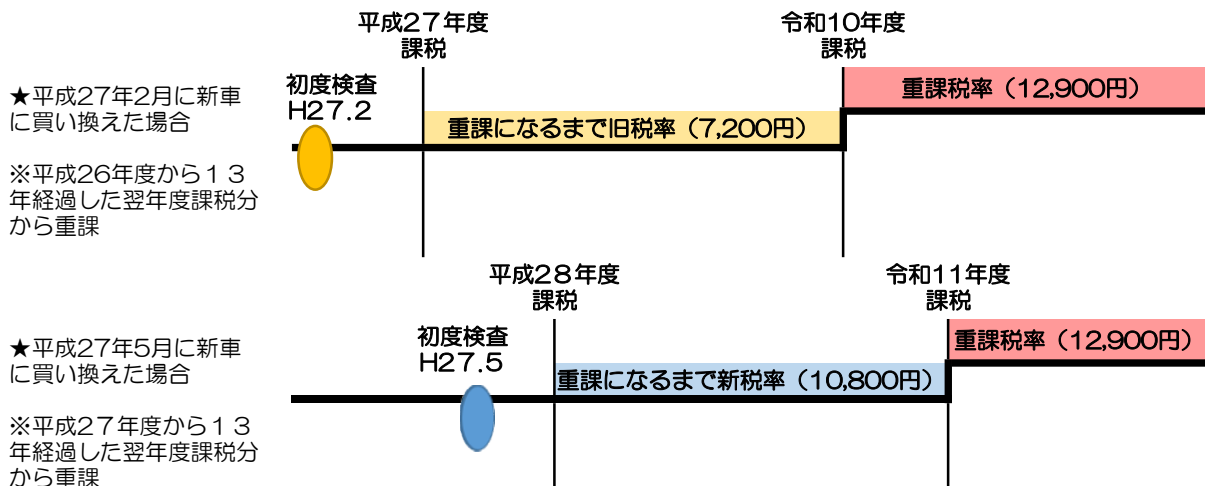 平成27年度
課税
令和10年度
課税
★平成27年2月に新車
に買い換えた場合
初度検査
H27.2
重課になるまで旧税率（7,200円）
重課税率（12,900円）
※平成26年度から13
年経過した翌年度課税分
から重課
平成28年度
課税
令和11年度
課税
★平成27年5月に新車
に買い換えた場合
初度検査
H27.5
重課になるまで新税率（10,800円）
重課税率（12,900円）
※平成27年度から13
年経過した翌年度課税分
から重課